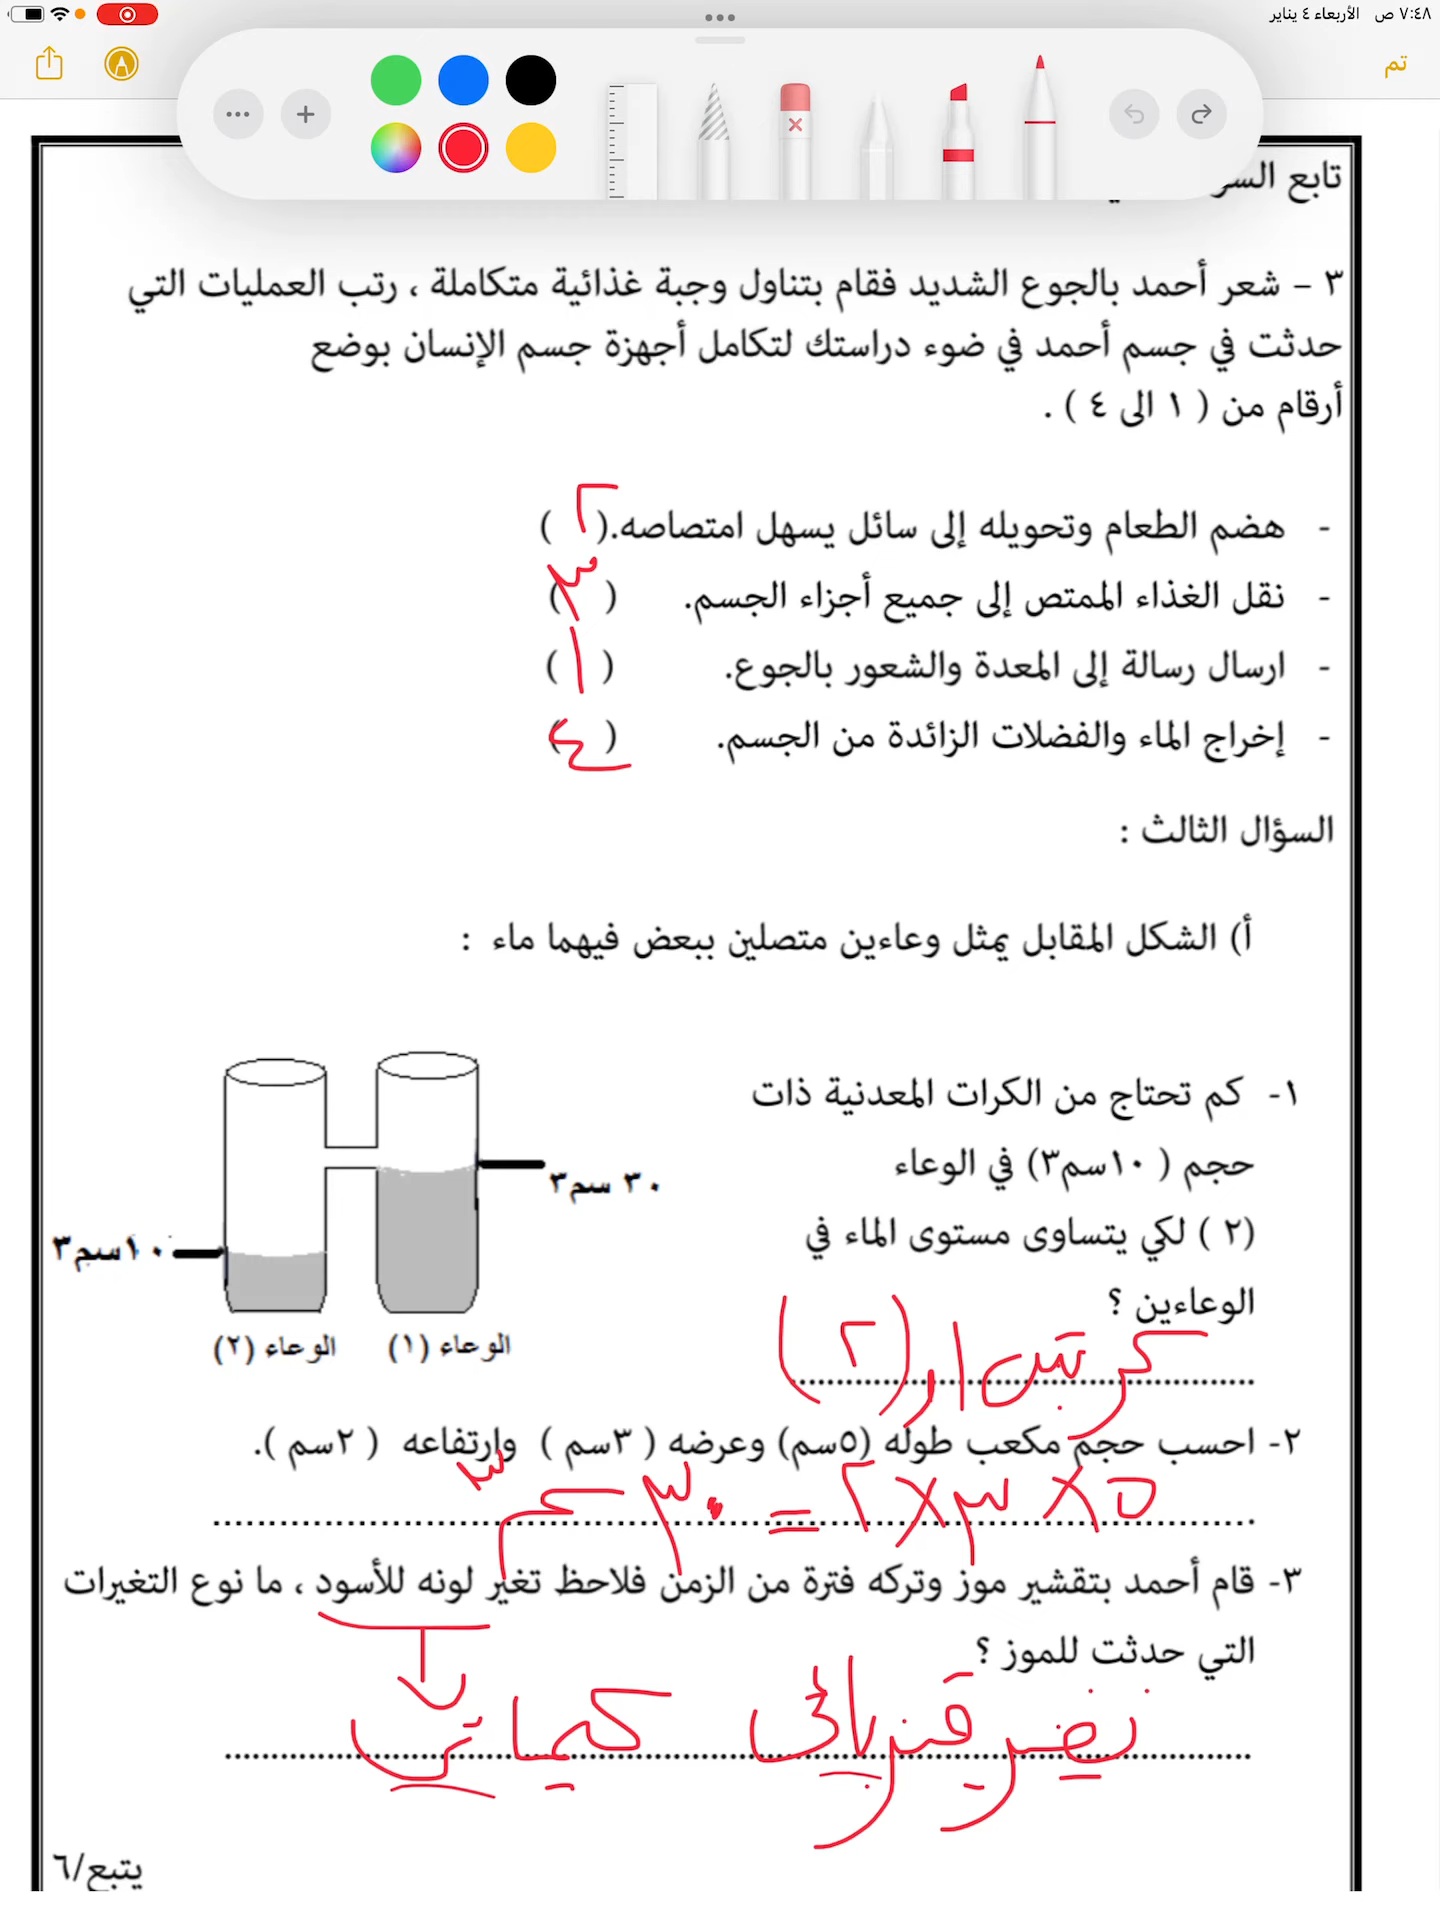 ٧:٤٨ ص الأربعاء ٤ يناير
تم
تابع
٣ – شعر أحمد بالجوع الشديد فقام بتناول وجبة غذائية متكاملة ، رتب العمليات التي
حدثت في جسم أحمد في ضوء دراستك لتكامل أجهزة جسم الإنسان بوضع
أرقام من ( ١ الى ٤ ) .
- هضم الطعام وتحويله إلى سائل يسهل امتصاصه.( ٢ )
- نقل الغذاء الممتص إلى جميع أجزاء الجسم. ( ٣ )
- ارسال رسالة إلى المعدة والشعور بالجوع. ( ١ )
- إخراج الماء والفضلات الزائدة من الجسم. ( ٤ )
السؤال الثالث :
أ) الشكل المقابل يمثل وعاءين متصلين ببعض فيهما ماء :
١- كم تحتاج من الكرات المعدنية ذات
حجم ( ١٠سم٣) في الوعاء
(٢ ) لكي يتساوى مستوى الماء في
الوعاءين ؟
٣٠ سم٣
١٠سم٣
الوعاء (١)
الوعاء (٢)
كرتين او (٢)
٢- احسب حجم مكعب طوله (٥سم) وعرضه ( ٣سم ) وارتفاعه ( ٢سم ).
٥ × ٣ × ٢ = ٣٠ سم٣
٣- قام أحمد بتقشير موز وتركه فترة من الزمن فلاحظ تغير لونه للأسود ، ما نوع التغيرات
التي حدثت للموز ؟
كيمائي
يتبع/٦